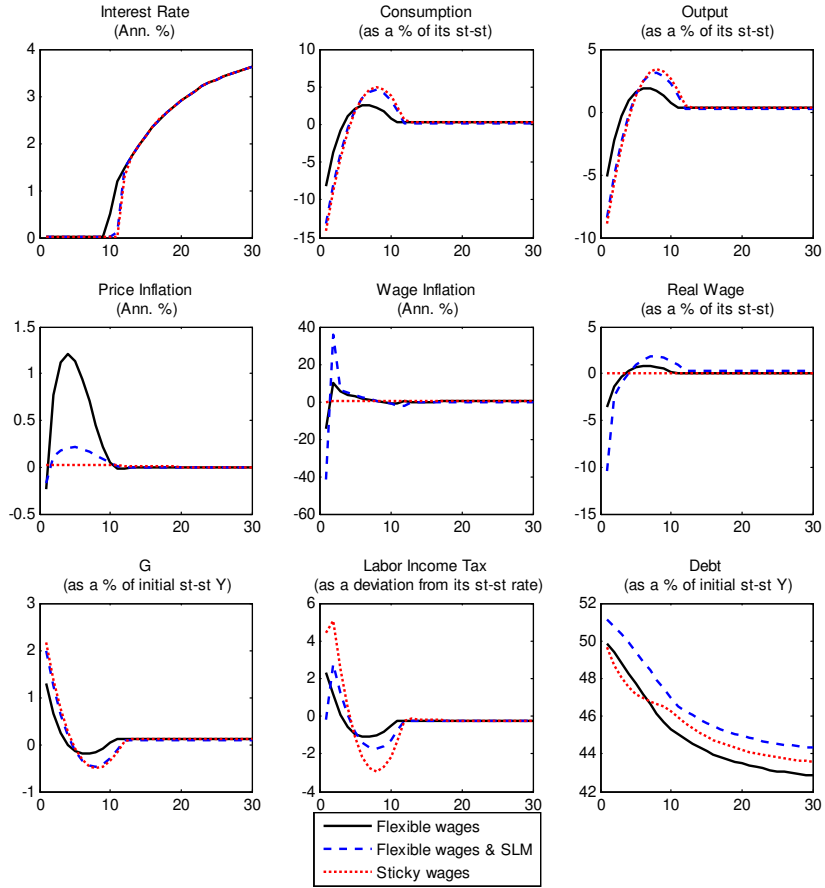 Interest Rate
(Ann. %)
4
3
2
1
0
0 10 20 30
Consumption
(as a % of its st-st)
10
5
0
-5
-10
-15
0 10 20 30
Output
(as a % of its st-st)
5
0
-5
-10
0 10 20 30
Price Inflation
(Ann. %)
1.5
1
0.5
0
-0.5
0 10 20 30
Wage Inflation
(Ann. %)
40
20
0
-20
-40
-60
0 10 20 30
Real Wage
(as a % of its st-st)
5
0
-5
-10
-15
0 10 20 30
G
(as a % of initial st-st Y)
3
2
1
0
-1
0 10 20 30
Labor Income Tax
(as a deviation from its st-st rate)
6
4
2
0
-2
-4
0 10 20 30
Debt
(as a % of initial st-st Y)
52
50
48
46
44
42
0 10 20 30
Flexible wages
Flexible wages & SLM
Sticky wages